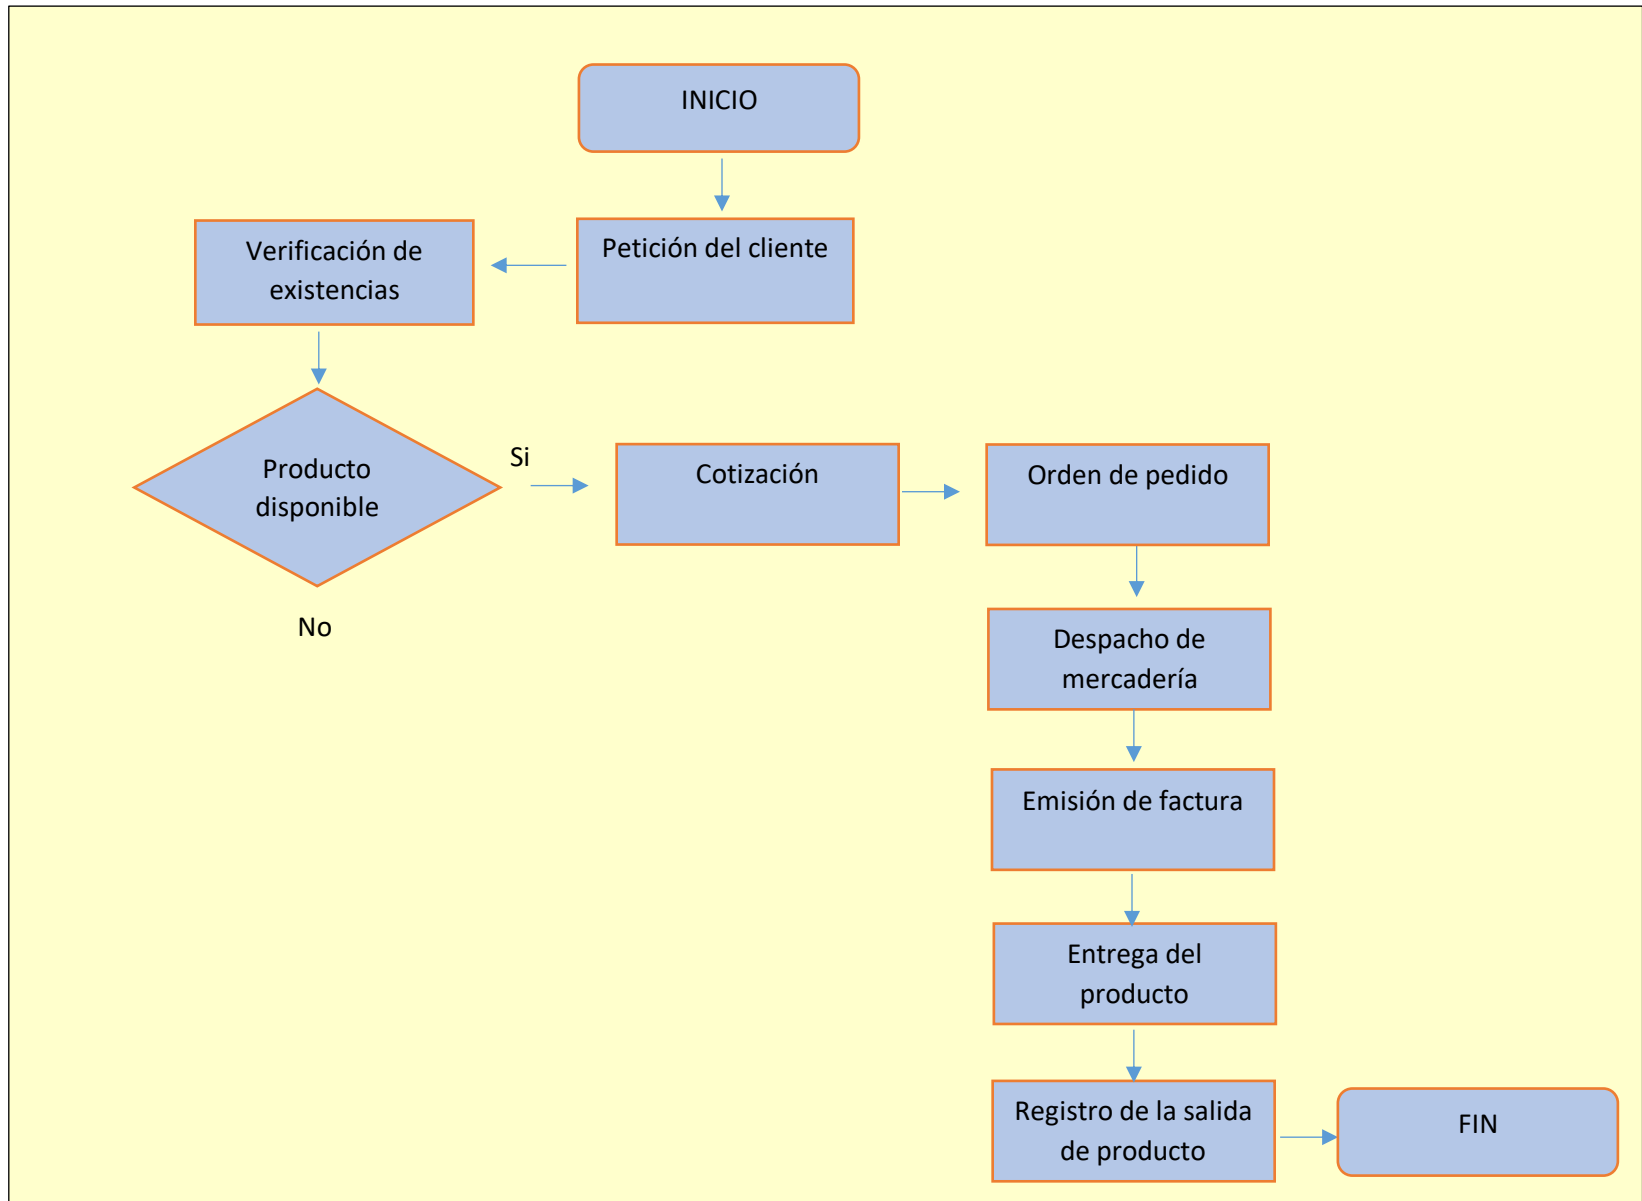 INICIO
Petición del cliente
Verificación de
existencias
Producto
disponible
Si
No
Cotización
Orden de pedido
Despacho de
mercadería
Emisión de factura
Entrega del
producto
Registro de la salida
de producto
FIN